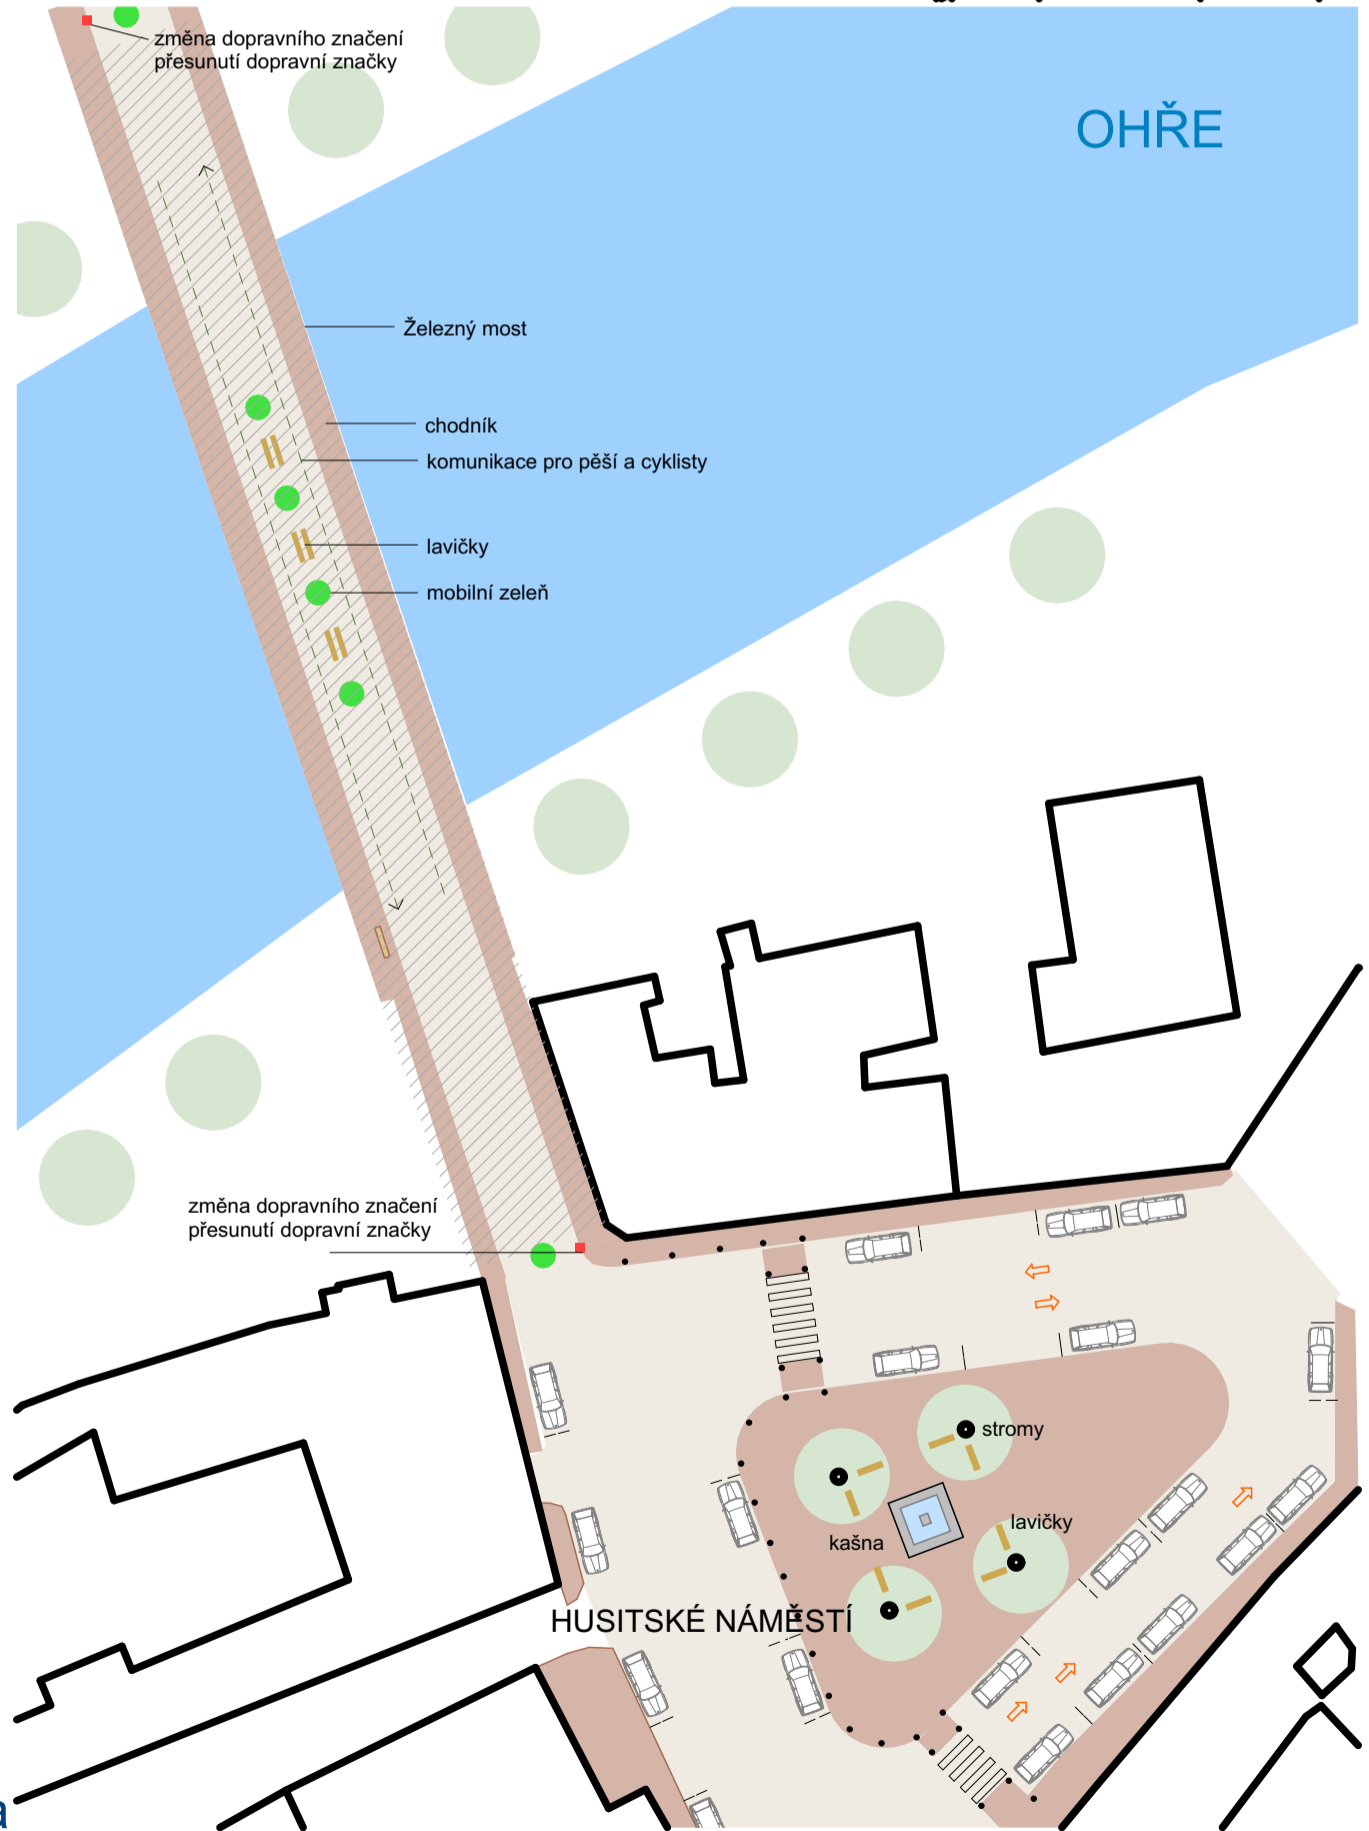 změna dopravního značení
přesunutí dopravní značky
OHŘE
Železný most
chodník
komunikace pro pěší a cyklisty
lavičky
mobilní zeleň
změna dopravního značení
přesunutí dopravní značky
stromy
lavičky
kašna
HUSITSKÉ NÁMĚSTÍ
a